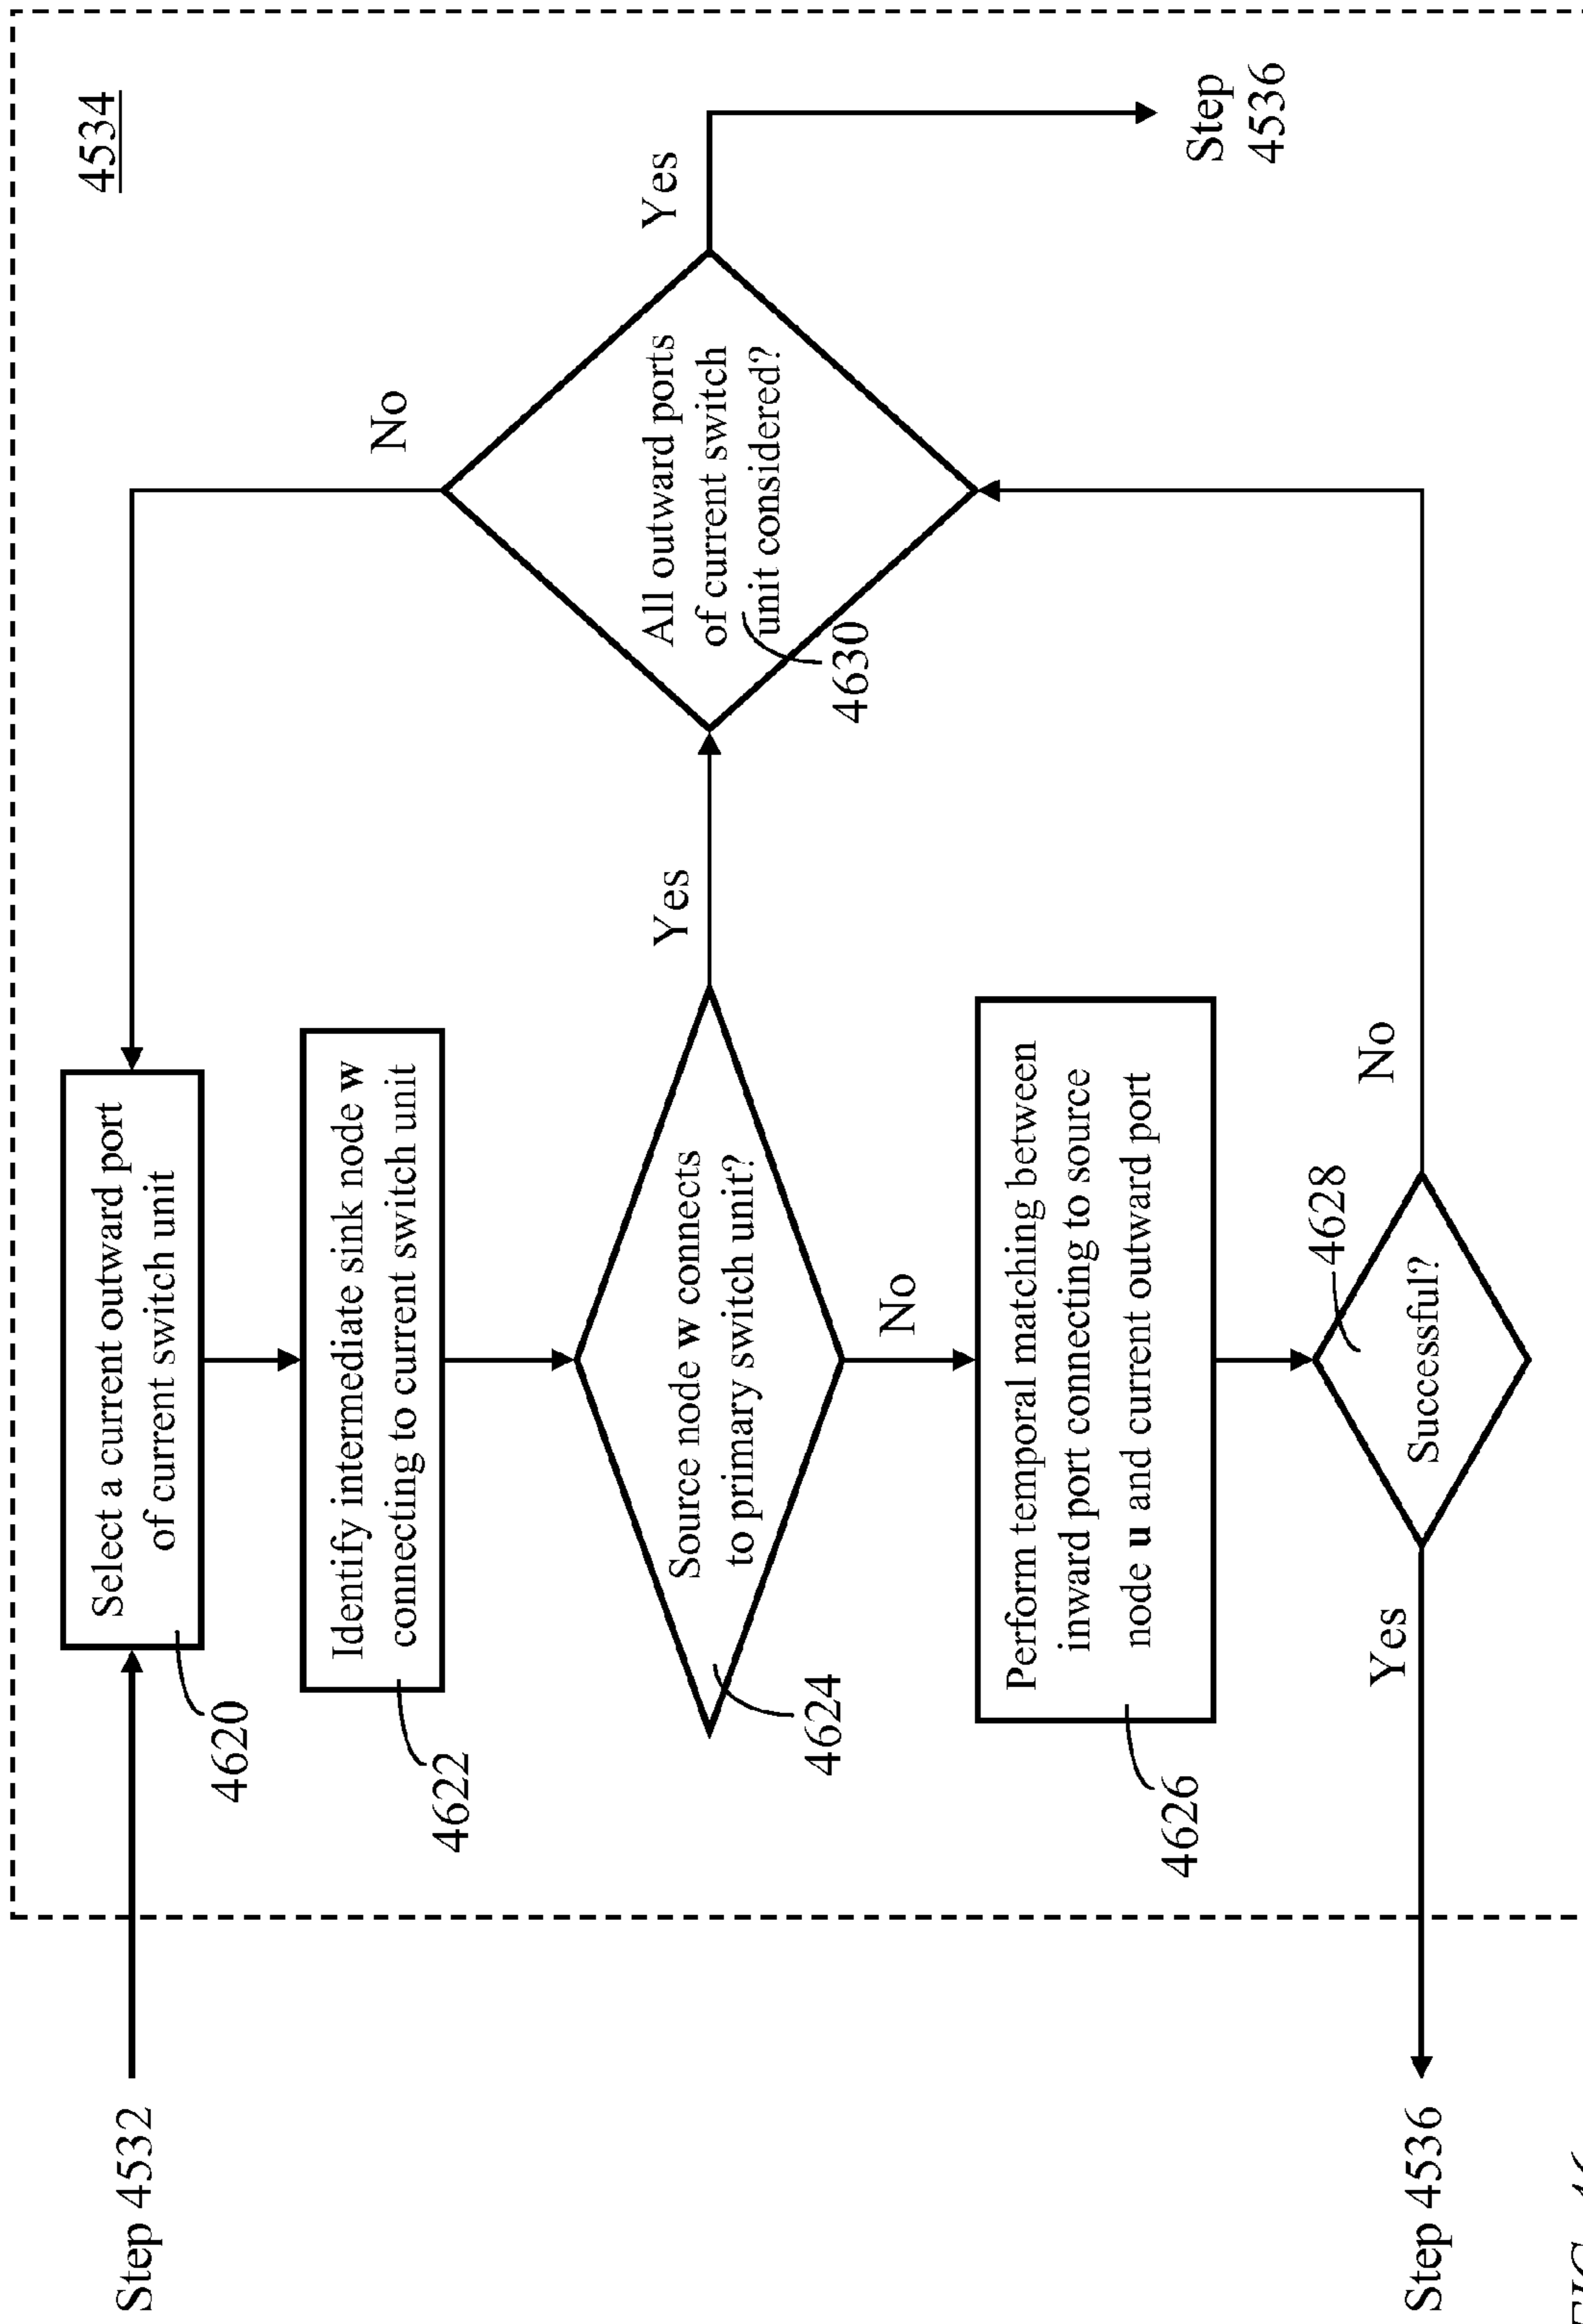 4534
Step 4532
Select a current outward port
of current switch unit
4620
Identify intermediate sink node w
connecting to current switch unit
4622
Source node w connects
to primary switch unit?
4624
Yes
No
All outward ports
of current switch
unit considered?
4630
No
Yes
Step
4536
Perform temporal matching between
inward port connecting to source
node u and current outward port
4626
Successful?
4628
No
Yes
Step 4536